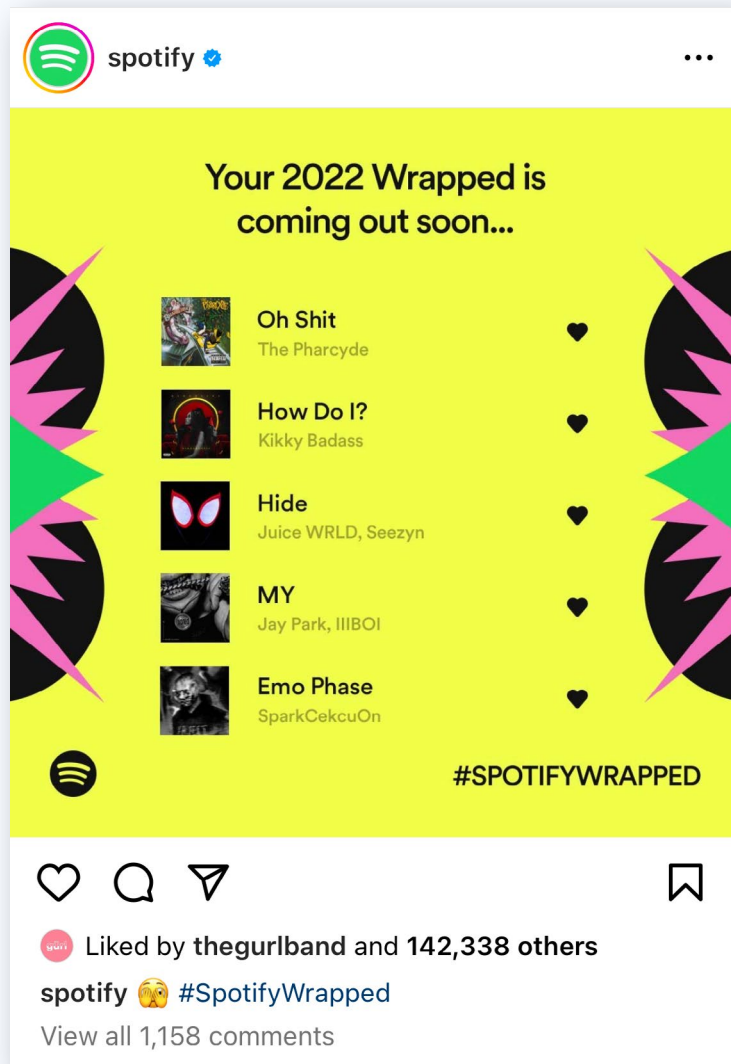 spotify
Your 2022 Wrapped is
coming out soon...
Oh Shit
The Pharcyde
How Do I?
Kikky Badass
Hide
Juice WRLD, Seezyn
MY
Jay Park, IIIBOI
Emo Phase
SparkCekcuOn
#SPOTIFYWRAPPED
gürl
Liked by thegurlband and 142,338 others
spotify 🫣 #SpotifyWrapped
View all 1,158 comments